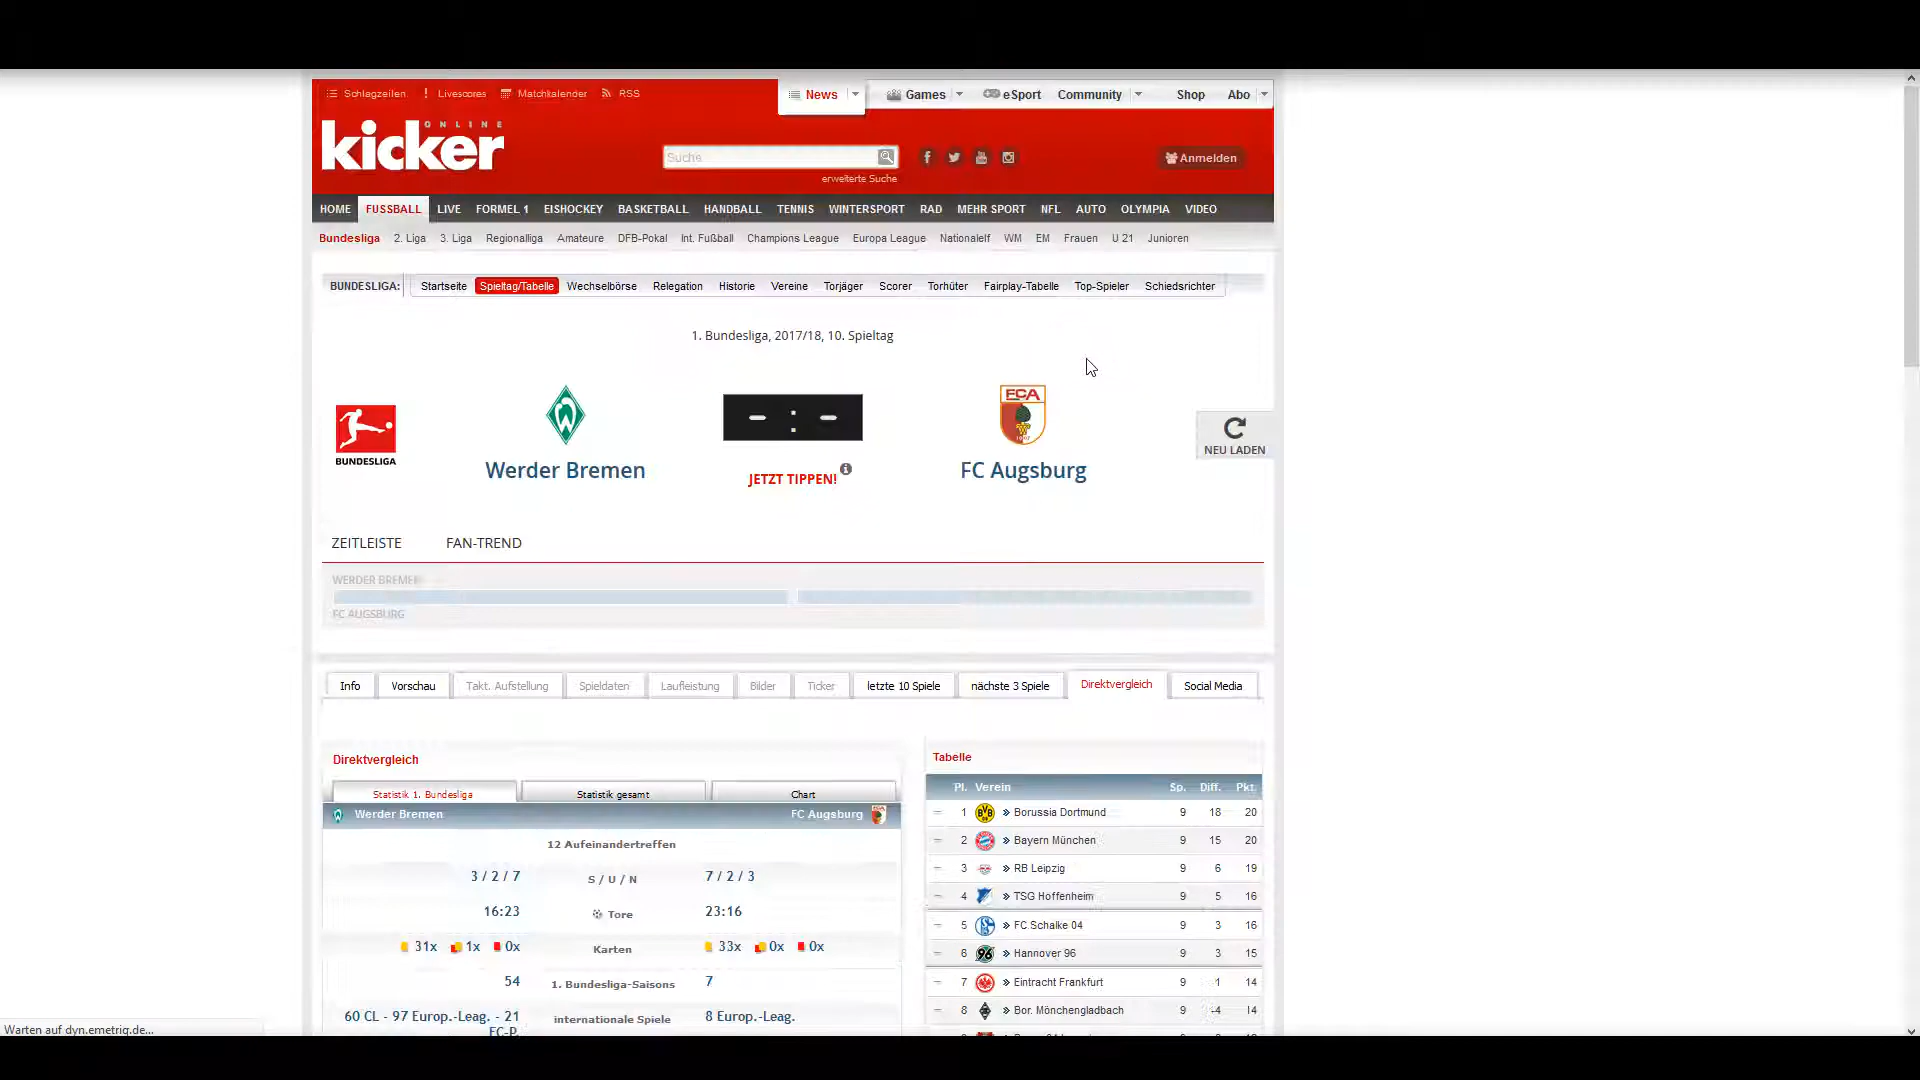 Schlagzeilen ! Livescores Matchkalender RSS News Games eSport Community Shop Abo
ONLINE
kicker
Suche
Anmelden
erweiterte Suche
HOME FUSSBALL LIVE FORMEL 1 EISHOCKEY BASKETBALL HANDBALL TENNIS WINTERSPORT RAD MEHR SPORT NFL AUTO OLYMPIA VIDEO
Bundesliga 2. Liga 3. Liga Regionalliga Amateure DFB-Pokal Int. Fußball Champions League Europa League Nationalelf WM EM Frauen U 21 Junioren
BUNDESLIGA: Startseite Spieltag/Tabelle Wechselbörse Relegation Historie Vereine Torjäger Scorer Torhüter Fairplay-Tabelle Top-Spieler Schiedsrichter
1. Bundesliga, 2017/18, 10. Spieltag
- : -
FCA
1907
BUNDESLIGA
Werder Bremen
JETZT TIPPEN!
FC Augsburg
NEU LADEN
ZEITLEISTE FAN-TREND
WERDER BREMEN
FC AUGSBURG
Info Vorschau Takt. Aufstellung Spieldaten Laufleistung Bilder Ticker letzte 10 Spiele nächste 3 Spiele Direktvergleich Social Media
Direktvergleich
Statistik 1. Bundesliga Statistik gesamt Chart
Werder Bremen FC Augsburg
12 Aufeinandertreffen
3 / 2 / 7 S / U / N 7 / 2 / 3
16:23 Tore 23:16
31x 1x 0x Karten 33x 0x 0x
54 1. Bundesliga-Saisons 7
60 CL - 97 Europ.-Leag. - 21 internationale Spiele 8 Europ.-Leag.
EC-P.
Tabelle
Pl. Verein Sp. Diff. Pkt.
1 Borussia Dortmund 9 18 20
2 Bayern München 9 15 20
3 RB Leipzig 9 6 19
4 TSG Hoffenheim 9 5 16
5 FC Schalke 04 9 3 16
6 Hannover 96 9 3 15
7 Eintracht Frankfurt 9 1 14
8 Bor. Mönchengladbach 9 -4 14
Warten auf dyn.emetriq.de...